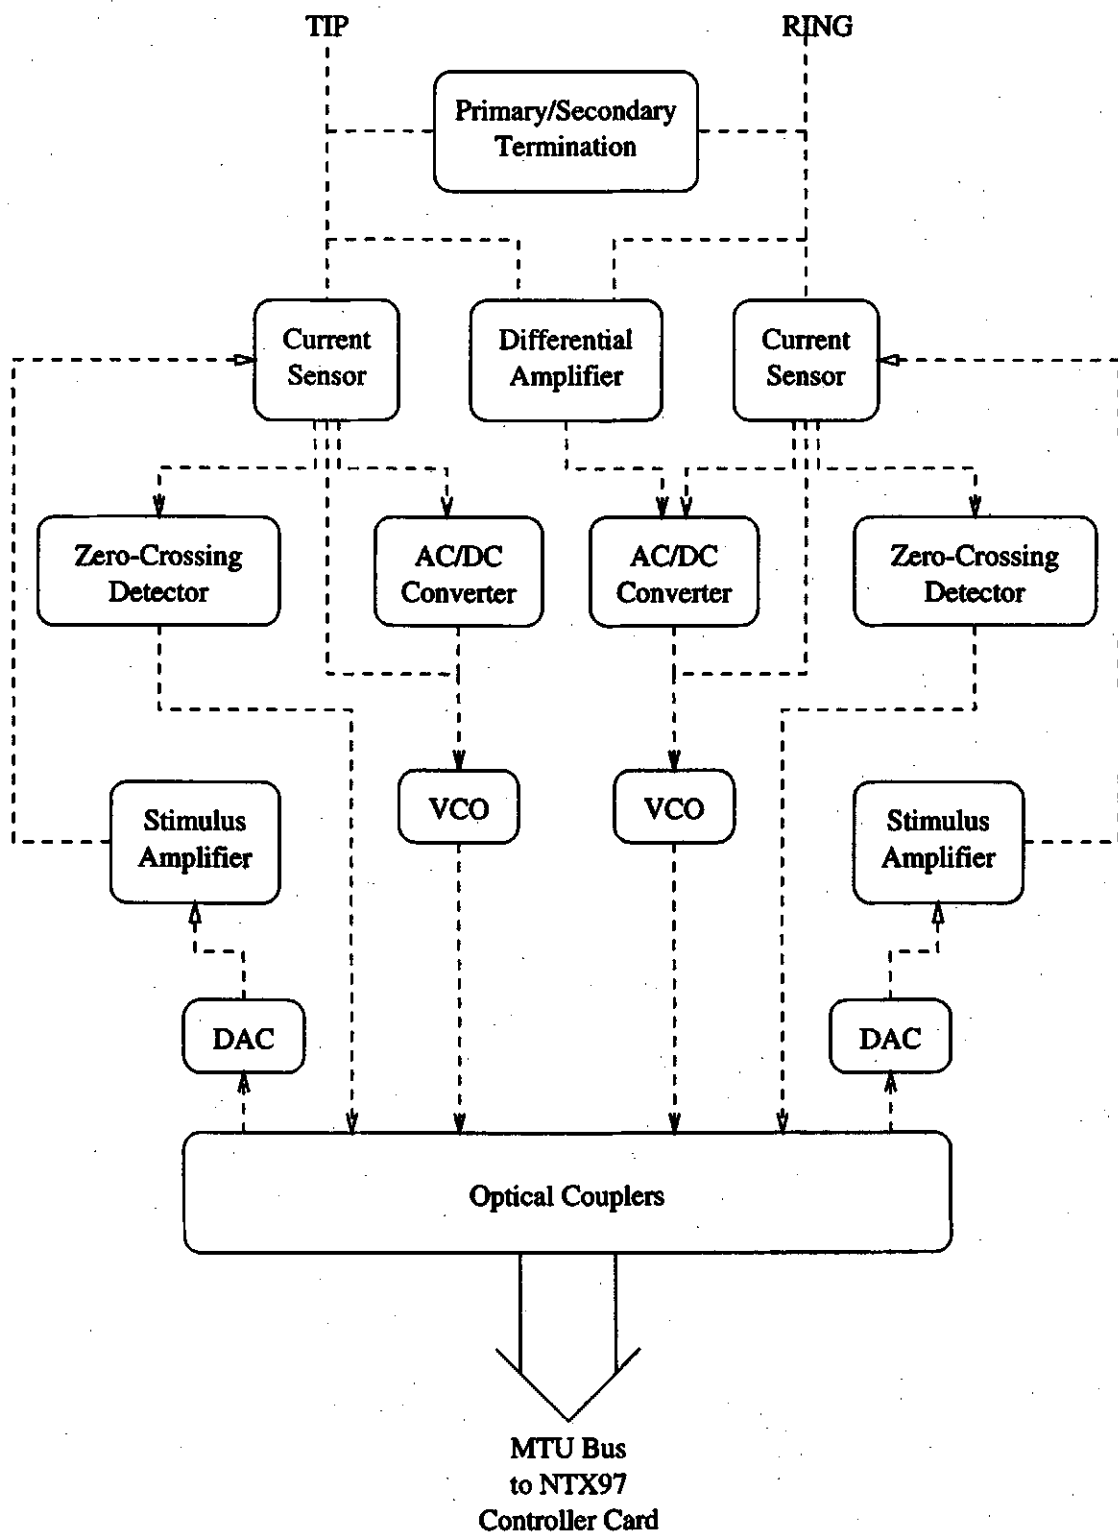 TIP
RING
Primary/Secondary
Termination
Current
Sensor
Differential
Amplifier
Current
Sensor
Zero-Crossing
Detector
AC/DC
Converter
AC/DC
Converter
Zero-Crossing
Detector
Stimulus
Amplifier
VCO
VCO
Stimulus
Amplifier
DAC
DAC
Optical Couplers
MTU Bus
to NTX97
Controller Card